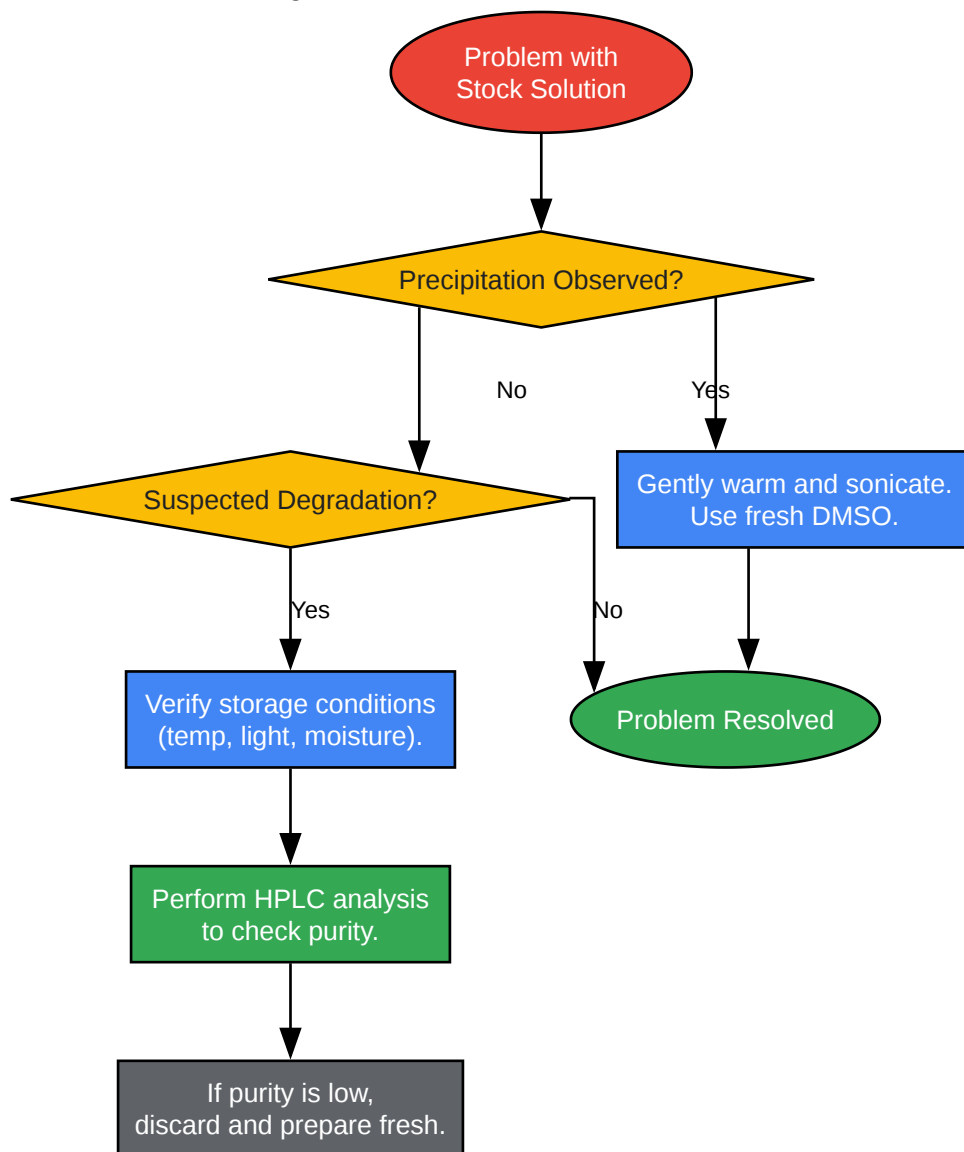 Problem with
Stock Solution
Precipitation Observed?
No
Yes
Suspected Degradation?
Gently warm and sonicate.
Use fresh DMSO.
Yes
No
Verify storage conditions
(temp, light, moisture).
Problem Resolved
Perform HPLC analysis
to check purity.
If purity is low,
discard and prepare fresh.